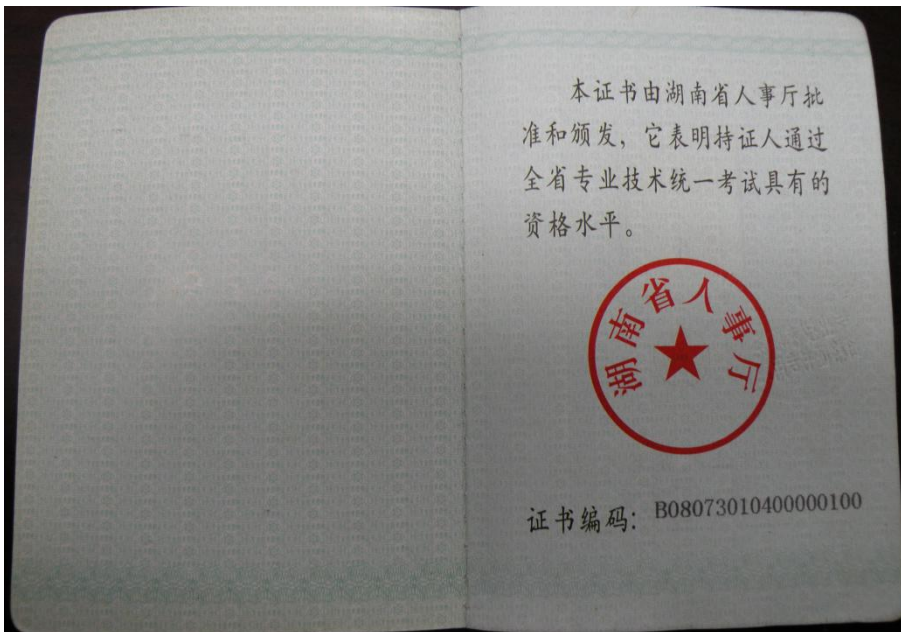 本证书由湖南省人事厅批
准和颁发，它表明持证人通过
全省专业技术统一考试具有的
资格水平。
湖南省人事厅
证书编码：B08073010400000100